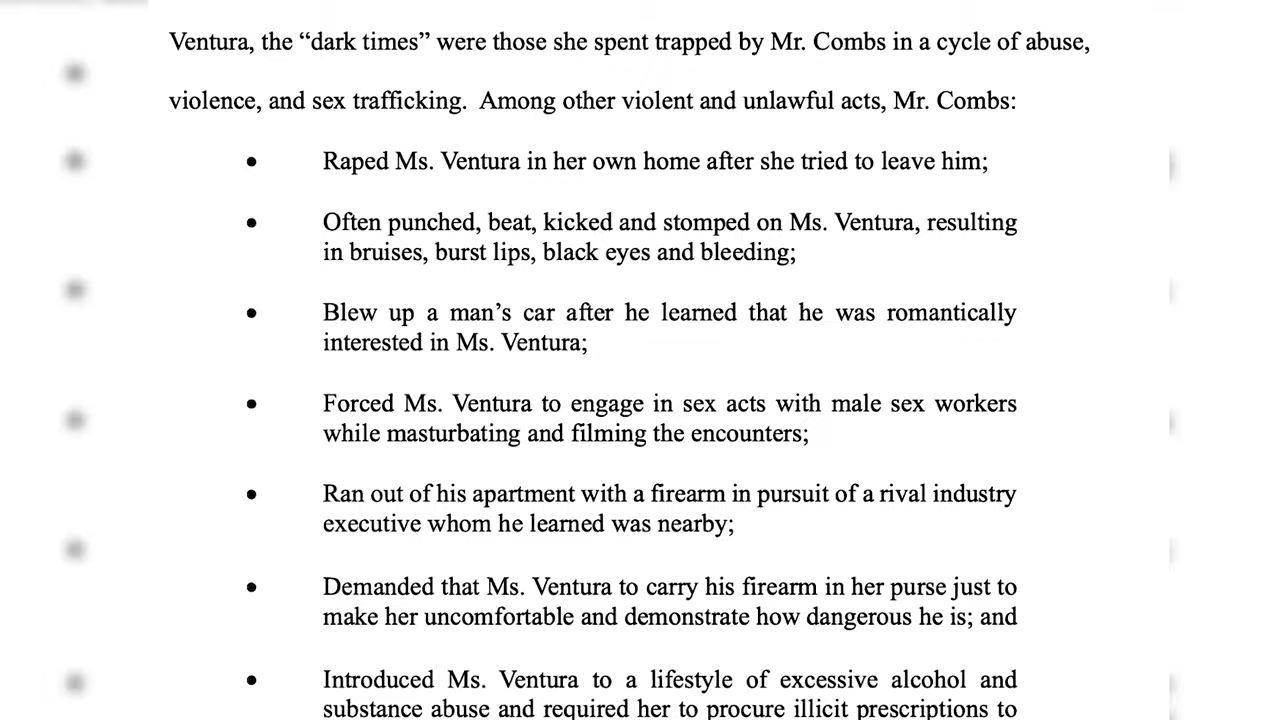 Ventura, the “dark times” were those she spent trapped by Mr. Combs in a cycle of abuse,
violence, and sex trafficking.  Among other violent and unlawful acts, Mr. Combs:
• Raped Ms. Ventura in her own home after she tried to leave him;
• Often punched, beat, kicked and stomped on Ms. Ventura, resulting
in bruises, burst lips, black eyes and bleeding;
• Blew up a man’s car after he learned that he was romantically
interested in Ms. Ventura;
• Forced Ms. Ventura to engage in sex acts with male sex workers
while masturbating and filming the encounters;
• Ran out of his apartment with a firearm in pursuit of a rival industry
executive whom he learned was nearby;
• Demanded that Ms. Ventura to carry his firearm in her purse just to
make her uncomfortable and demonstrate how dangerous he is; and
• Introduced Ms. Ventura to a lifestyle of excessive alcohol and
substance abuse and required her to procure illicit prescriptions to